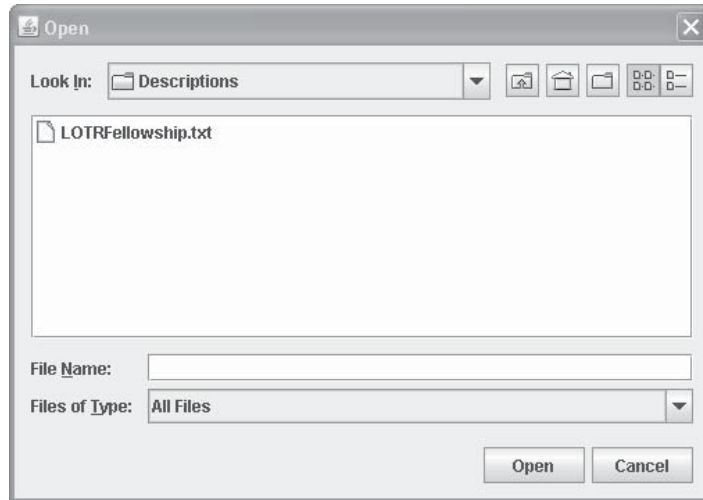 Open
Look In: Descriptions
LOTRFellowship.txt
File Name:
Files of Type: All Files
Open Cancel